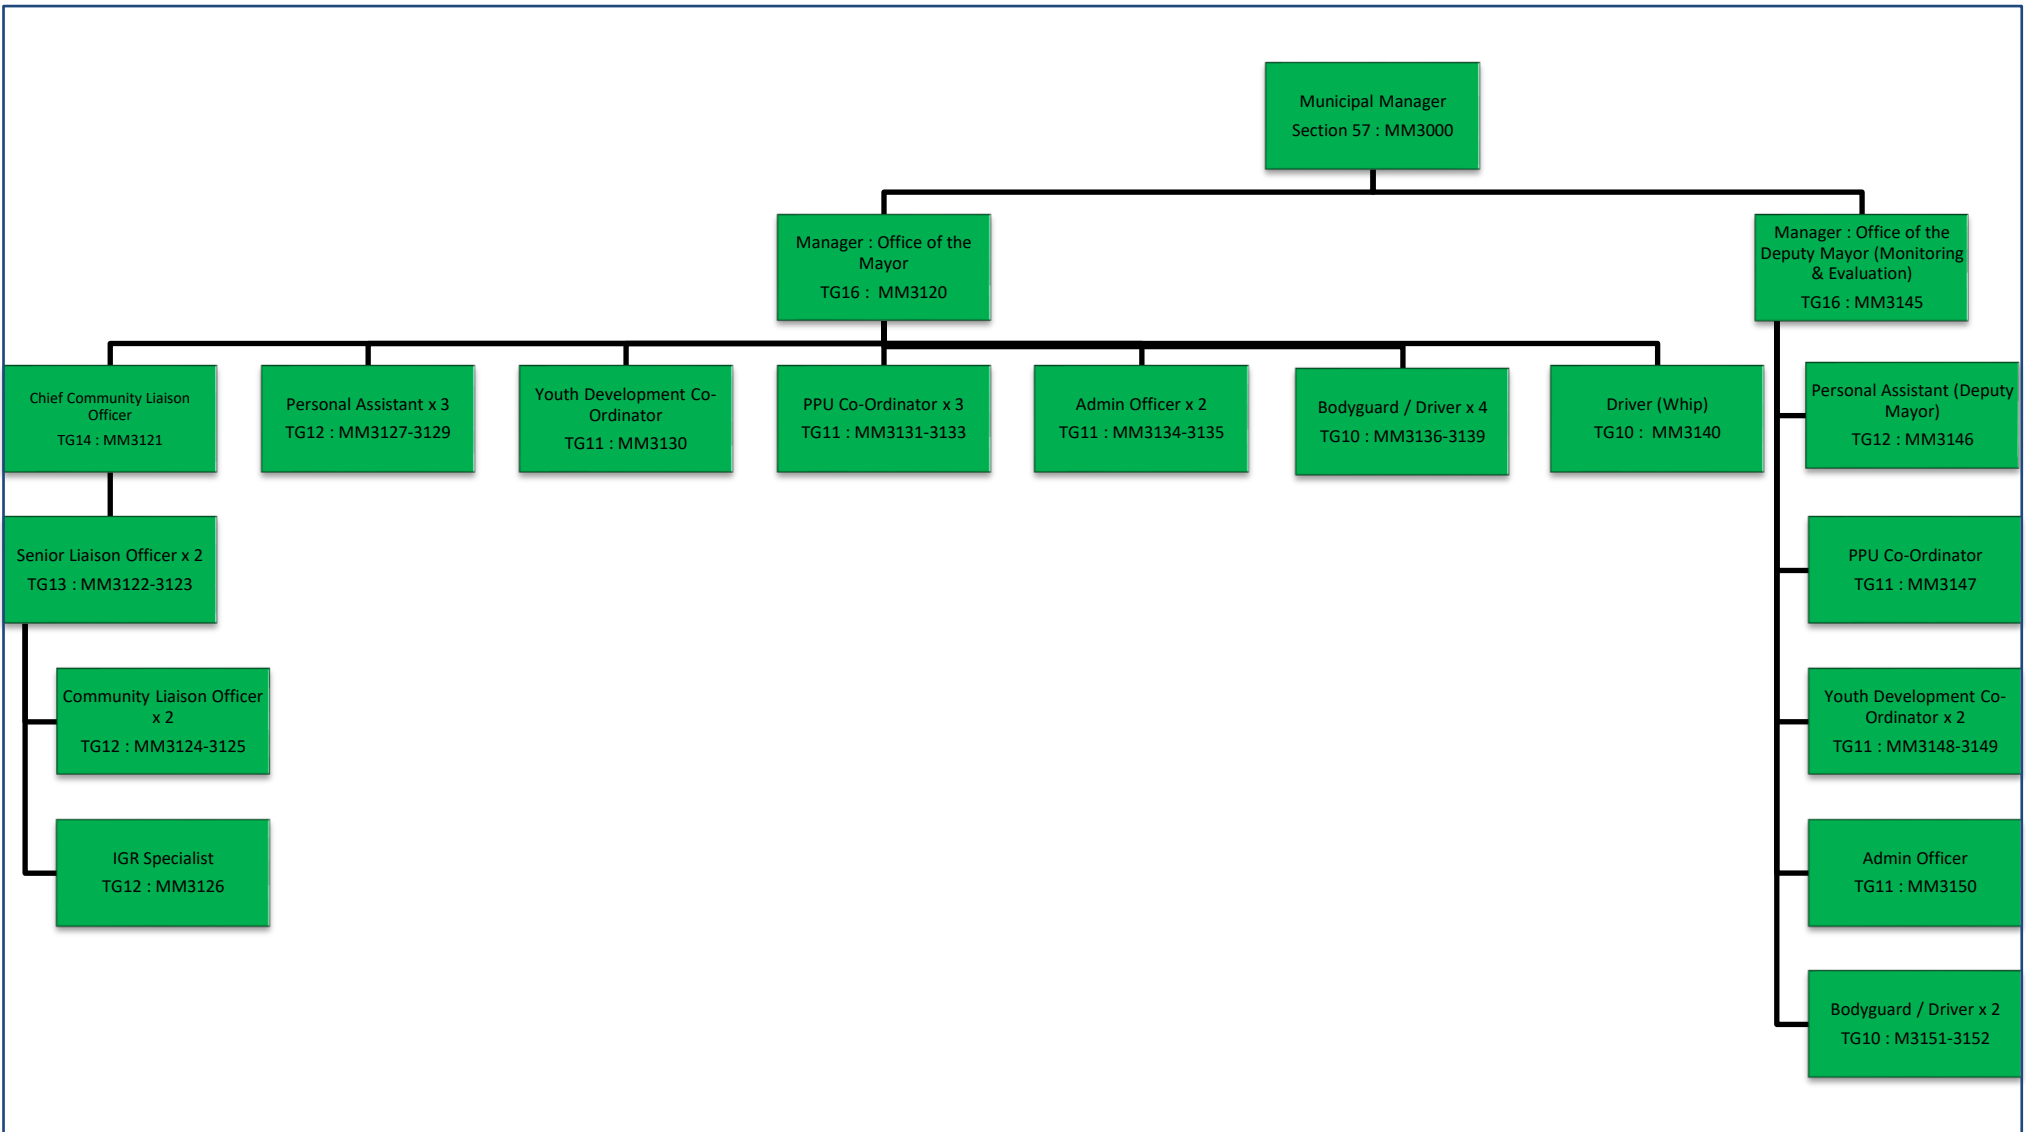 Municipal Manager
Section 57 : MM3000
Manager : Office of the
Mayor
TG16 :  MM3120
Manager : Office of the
Deputy Mayor (Monitoring
& Evaluation)
TG16 : MM3145
Chief Community Liaison
Officer
TG14 : MM3121
Personal Assistant x 3
TG12 : MM3127-3129
Youth Development Co-
Ordinator
TG11 : MM3130
PPU Co-Ordinator x 3
TG11 : MM3131-3133
Admin Officer x 2
TG11 : MM3134-3135
Bodyguard / Driver x 4
TG10 : MM3136-3139
Driver (Whip)
TG10 :  MM3140
Personal Assistant (Deputy
Mayor)
TG12 : MM3146
Senior Liaison Officer x 2
TG13 : MM3122-3123
PPU Co-Ordinator
TG11 : MM3147
Community Liaison Officer
x 2
TG12 : MM3124-3125
Youth Development Co-
Ordinator x 2
TG11 : MM3148-3149
IGR Specialist
TG12 : MM3126
Admin Officer
TG11 : MM3150
Bodyguard / Driver x 2
TG10 : M3151-3152